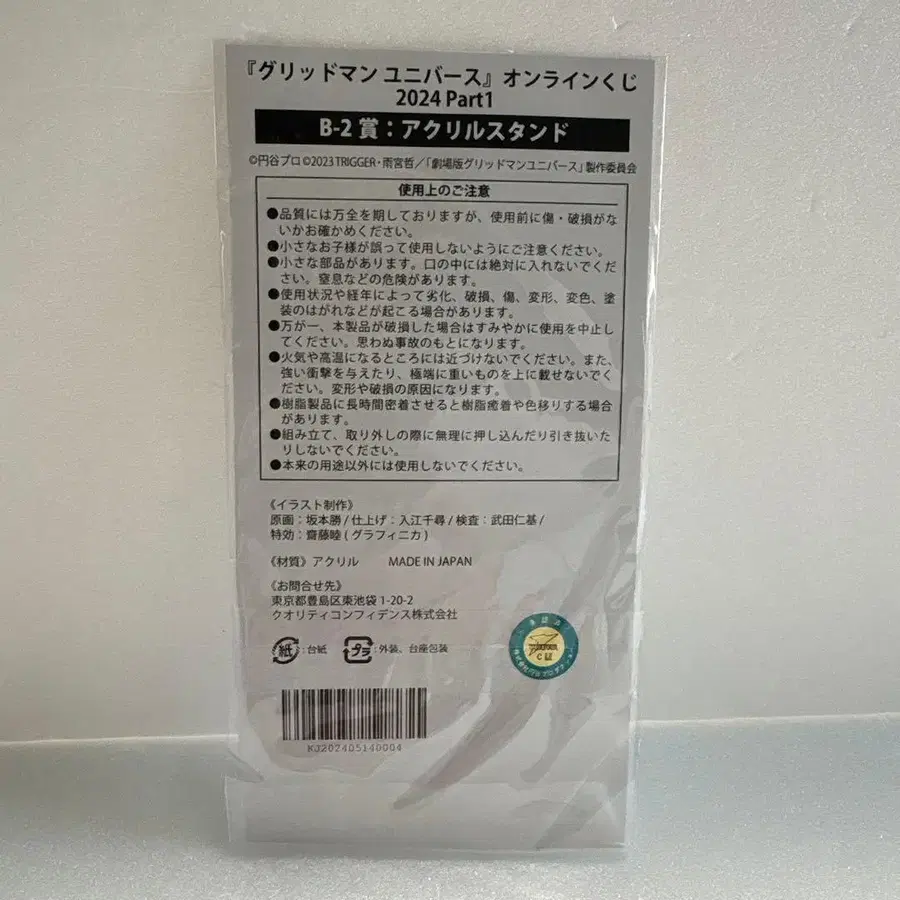 『グリッドマン ユニバース』オンラインくじ
2024 Part1
B-2 賞：アクリルスタンド
©円谷プロ ©2023 TRIGGER・雨宮哲／「劇場版グリッドマンユニバース」製作委員会
使用上のご注意
●品質には万全を期しておりますが、使用前に傷・破損がな
いかお確かめください。
●小さなお子様が誤って使用しないようにご注意ください。
●小さな部品があります。口の中には絶対に入れないでくだ
さい。窒息などの危険があります。
●使用状況や経年によって劣化、破損、傷、変形、変色、塗
装のはがれなどが起こる場合があります。
●万が一、本製品が破損した場合はすみやかに使用を中止し
てください。思わぬ事故のもとになります。
●火気や高温になるところには近づけないでください。また、
強い衝撃を与えたり、極端に重いものを上に載せないでく
ださい。変形や破損の原因になります。
●樹脂製品に長時間密着させると樹脂癒着や色移りする場合
があります。
●組み立て、取り外しの際に無理に押し込んだり引き抜いた
りしないでください。
●本来の用途以外には使用しないでください。
《イラスト制作》
原画：坂本勝 / 仕上げ：入江千尋 / 検査：武田仁基 /
特効：齋藤睦 ( グラフィニカ )
《材質》アクリル MADE IN JAPAN
《お問合せ先》
東京都豊島区東池袋 1-20-2
クオリティコンフィデンス株式会社
紙：台紙 プラ：外装、台座包装
KJ202405140004